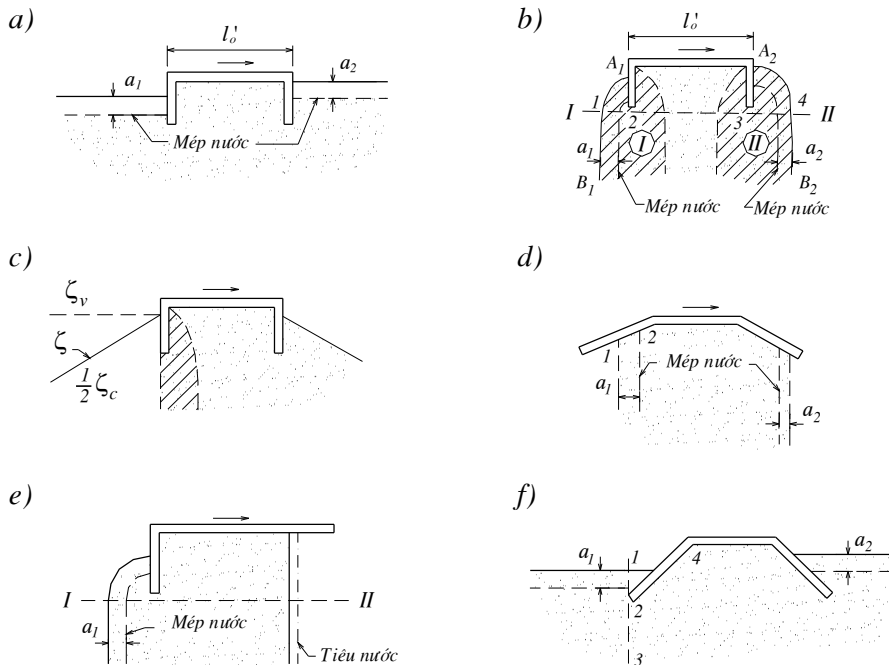 a)
l'o
a1
a2
Mép nước
b)
l'o
A1
A2
I
1
2
3
4
II
I
II
a1
a2
B1
B2
Mép nước
Mép nước
c)
ζv
ζ
1/2 ζc
d)
1
2
Mép nước
a1
a2
e)
I
II
a1
Mép nước
Tiêu nước
f)
a1
1
4
a2
2
3